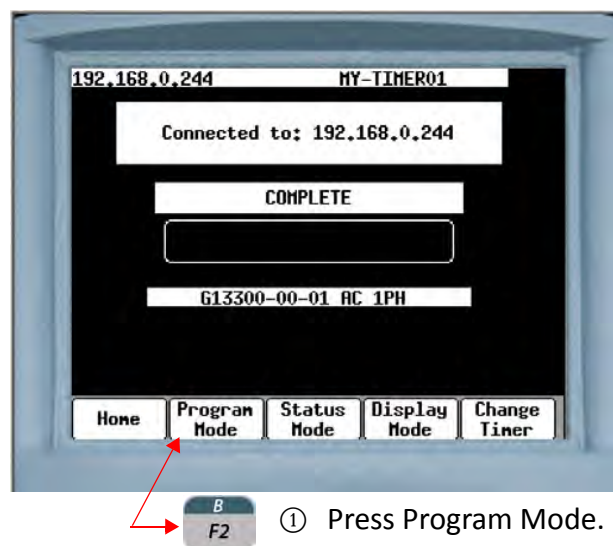 192.168.0.244 MY-TIMER01
Connected to: 192.168.0.244
COMPLETE
G13300-00-01 AC 1PH
Home Program Mode Status Mode Display Mode Change Timer
B
F2 ① Press Program Mode.